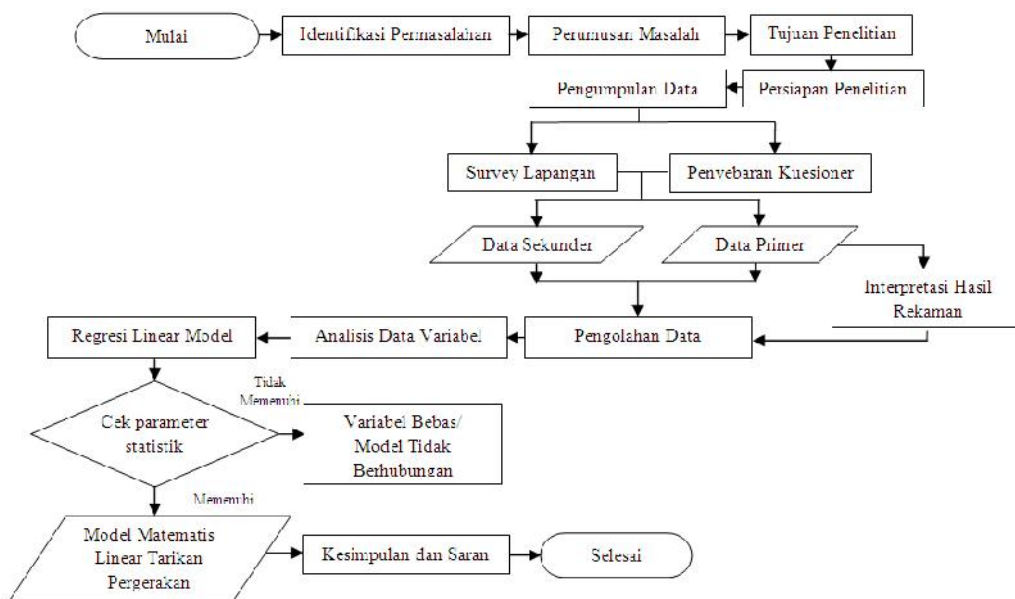 Mulai
Identifikasi Permasalahan
Perumusan Masalah
Tujuan Penelitian
Pengumpulan Data
Persiapan Penelitian
Survey Lapangan
Penyebaran Kuesioner
Data Sekunder
Data Primer
Interpretasi Hasil
Rekaman
Regresi Linear Model
Analisis Data Variabel
Pengolahan Data
Tidak
Memenuhi
Cek parameter
statistik
Variabel Bebas/
Model Tidak
Berhubungan
Memenuhi
Model Matematis
Linear Tarikan
Pergerakan
Kesimpulan dan Saran
Selesai